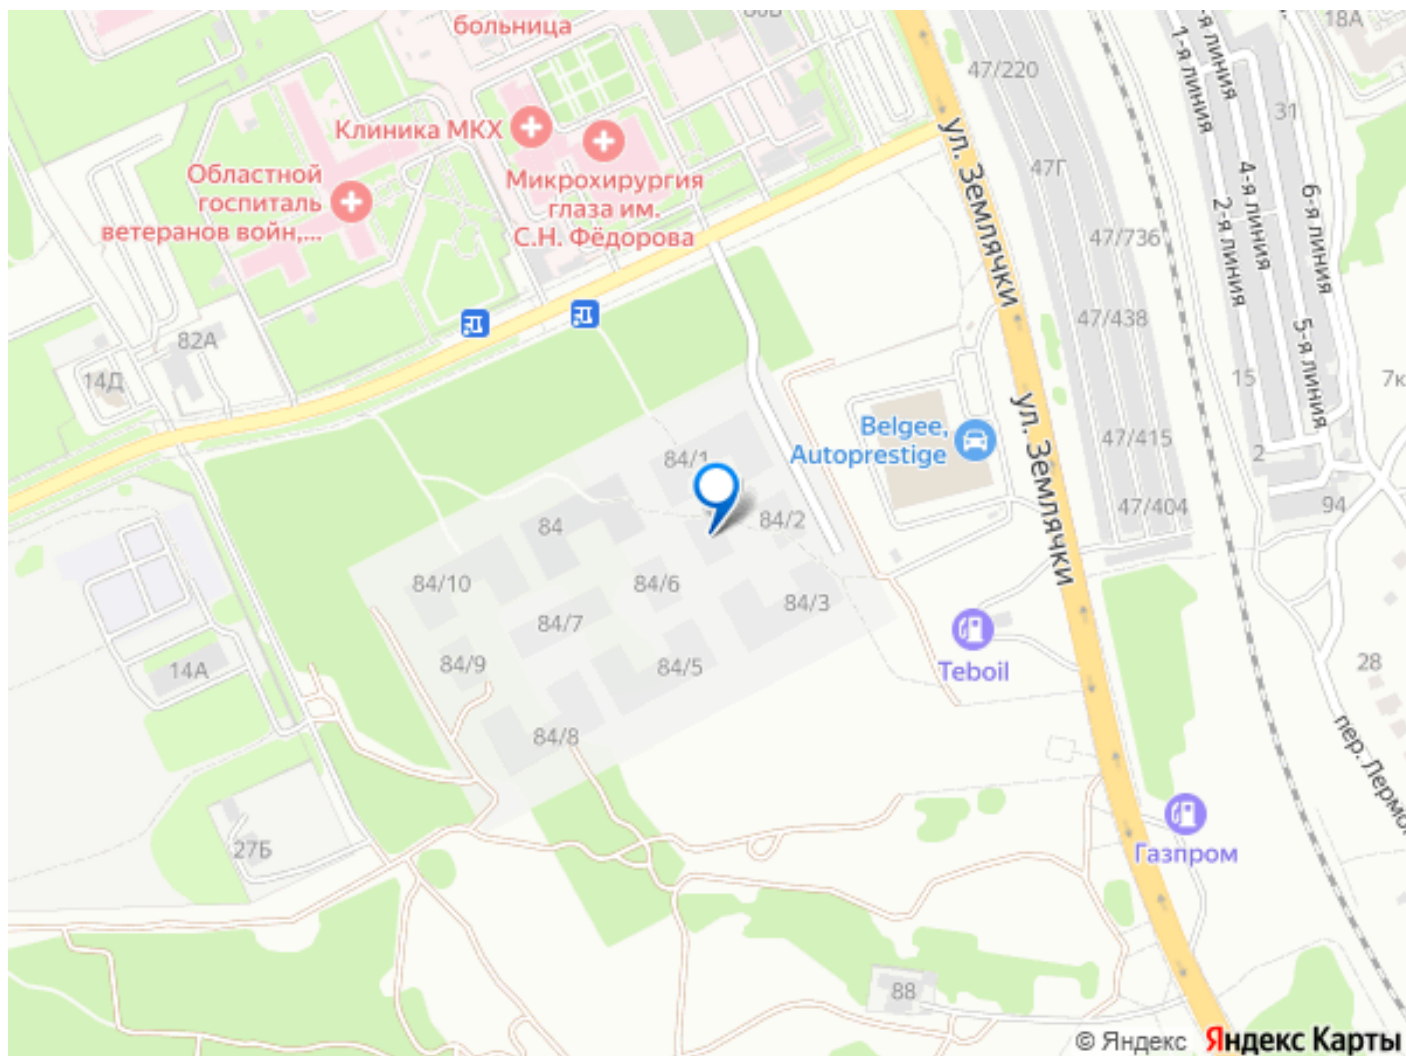 больница
18А
47/220
6-я линия
1-я линия
31
Клиника МКХ
Микрохирургия
глаза им.
С.Н. Фёдорова
Областной
госпиталь
ветеранов войн,...
ул. Землячки
47Г
4-я линия
6-я линия
2-я линия
47/736
47/438
5-я линия
82А
14Д
15
7к
ул. Землячки
Belgee,
Autoprestige
47/415
2
84/1
84
84/2
47/404
94
84/10
84/6
84/3
84/7
84/9
84/5
14А
Teboil
28
84/8
пер. Лермо
27Б
Газпром
88
© Яндекс
Яндекс Карты